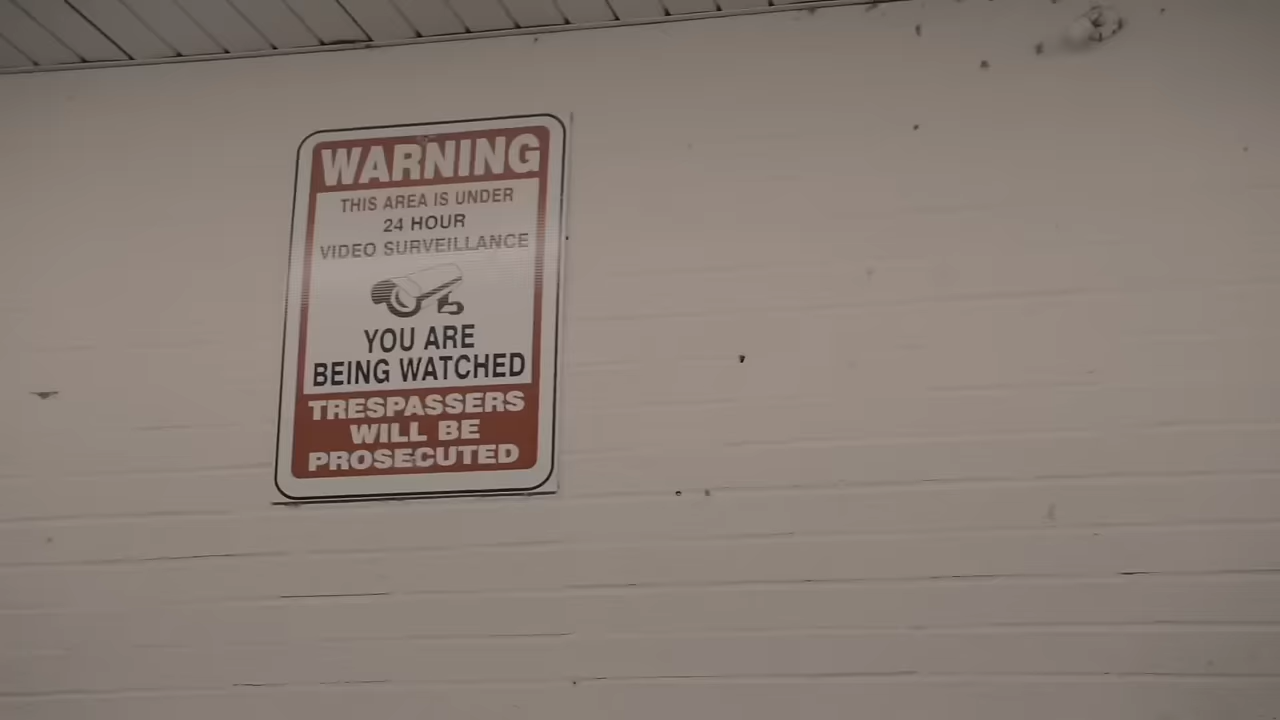 WARNING
THIS AREA IS UNDER
24 HOUR
VIDEO SURVEILLANCE
YOU ARE
BEING WATCHED
TRESPASSERS
WILL BE
PROSECUTED